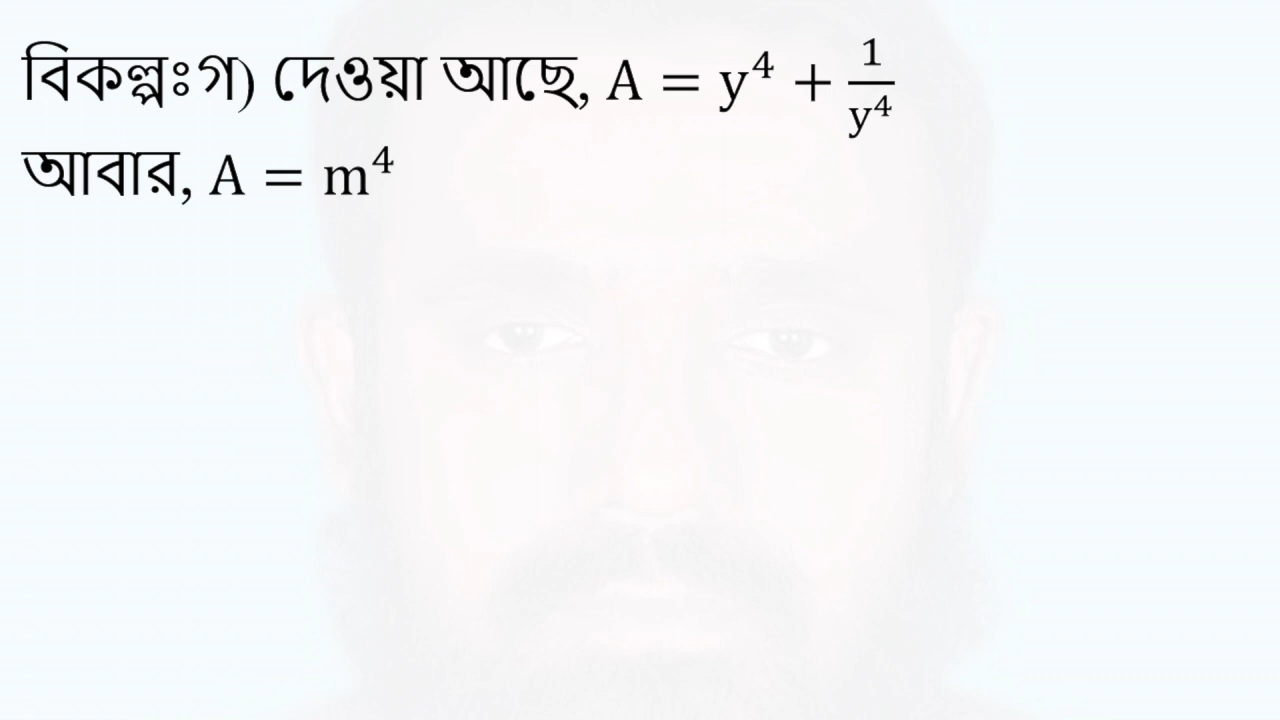 বিকল্পঃগ) দেওয়া আছে, A = y⁴ + 1/y⁴
আবার, A = m⁴